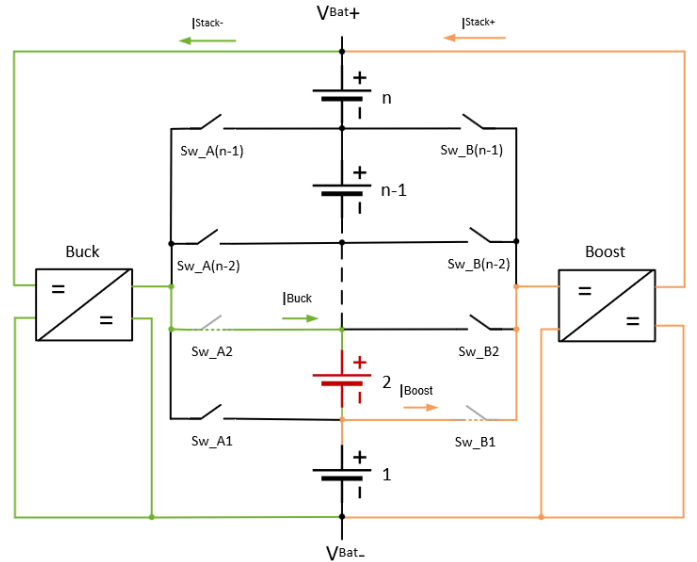 VBat+
IStack-
IStack+
+
n
Sw_A(n-1)
Sw_B(n-1)
+
n-1
Sw_A(n-2)
Sw_B(n-2)
Buck
Boost
IBuck
=
=
=
=
Sw_A2
Sw_B2
+
2
IBoost
Sw_A1
Sw_B1
+
1
VBat-